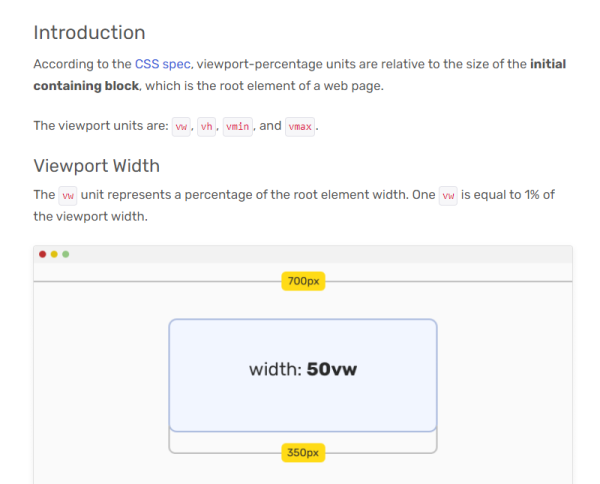 Introduction
According to the CSS spec, viewport-percentage units are relative to the size of the initial
containing block, which is the root element of a web page.
The viewport units are: vw, vh, vmin, and vmax.
Viewport Width
The vw unit represents a percentage of the root element width. One vw is equal to 1% of
the viewport width.
700px
width: 50vw
350px